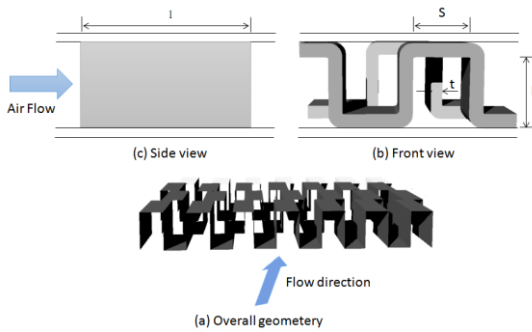 l
S
t
Air Flow
(c) Side view
(b) Front view
Flow direction
(a) Overall geometery